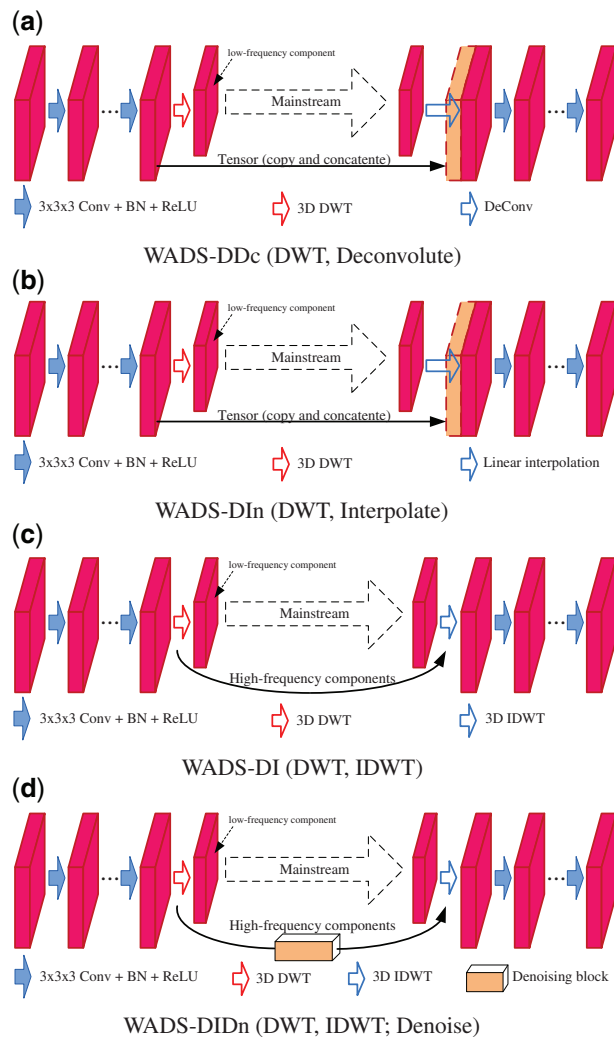 (a)
low-frequency component
Mainstream
...
...
Tensor (copy and concatente)
3x3x3 Conv + BN + ReLU
3D DWT
DeConv
WADS-DDc (DWT, Deconvolute)
(b)
low-frequency component
Mainstream
...
...
Tensor (copy and concatente)
3x3x3 Conv + BN + ReLU
3D DWT
Linear interpolation
WADS-DIn (DWT, Interpolate)
(c)
low-frequency component
Mainstream
...
...
High-frequency components
3x3x3 Conv + BN + ReLU
3D DWT
3D IDWT
WADS-DI (DWT, IDWT)
(d)
low-frequency component
Mainstream
...
...
High-frequency components
3x3x3 Conv + BN + ReLU
3D DWT
3D IDWT
Denoising block
WADS-DIDn (DWT, IDWT; Denoise)